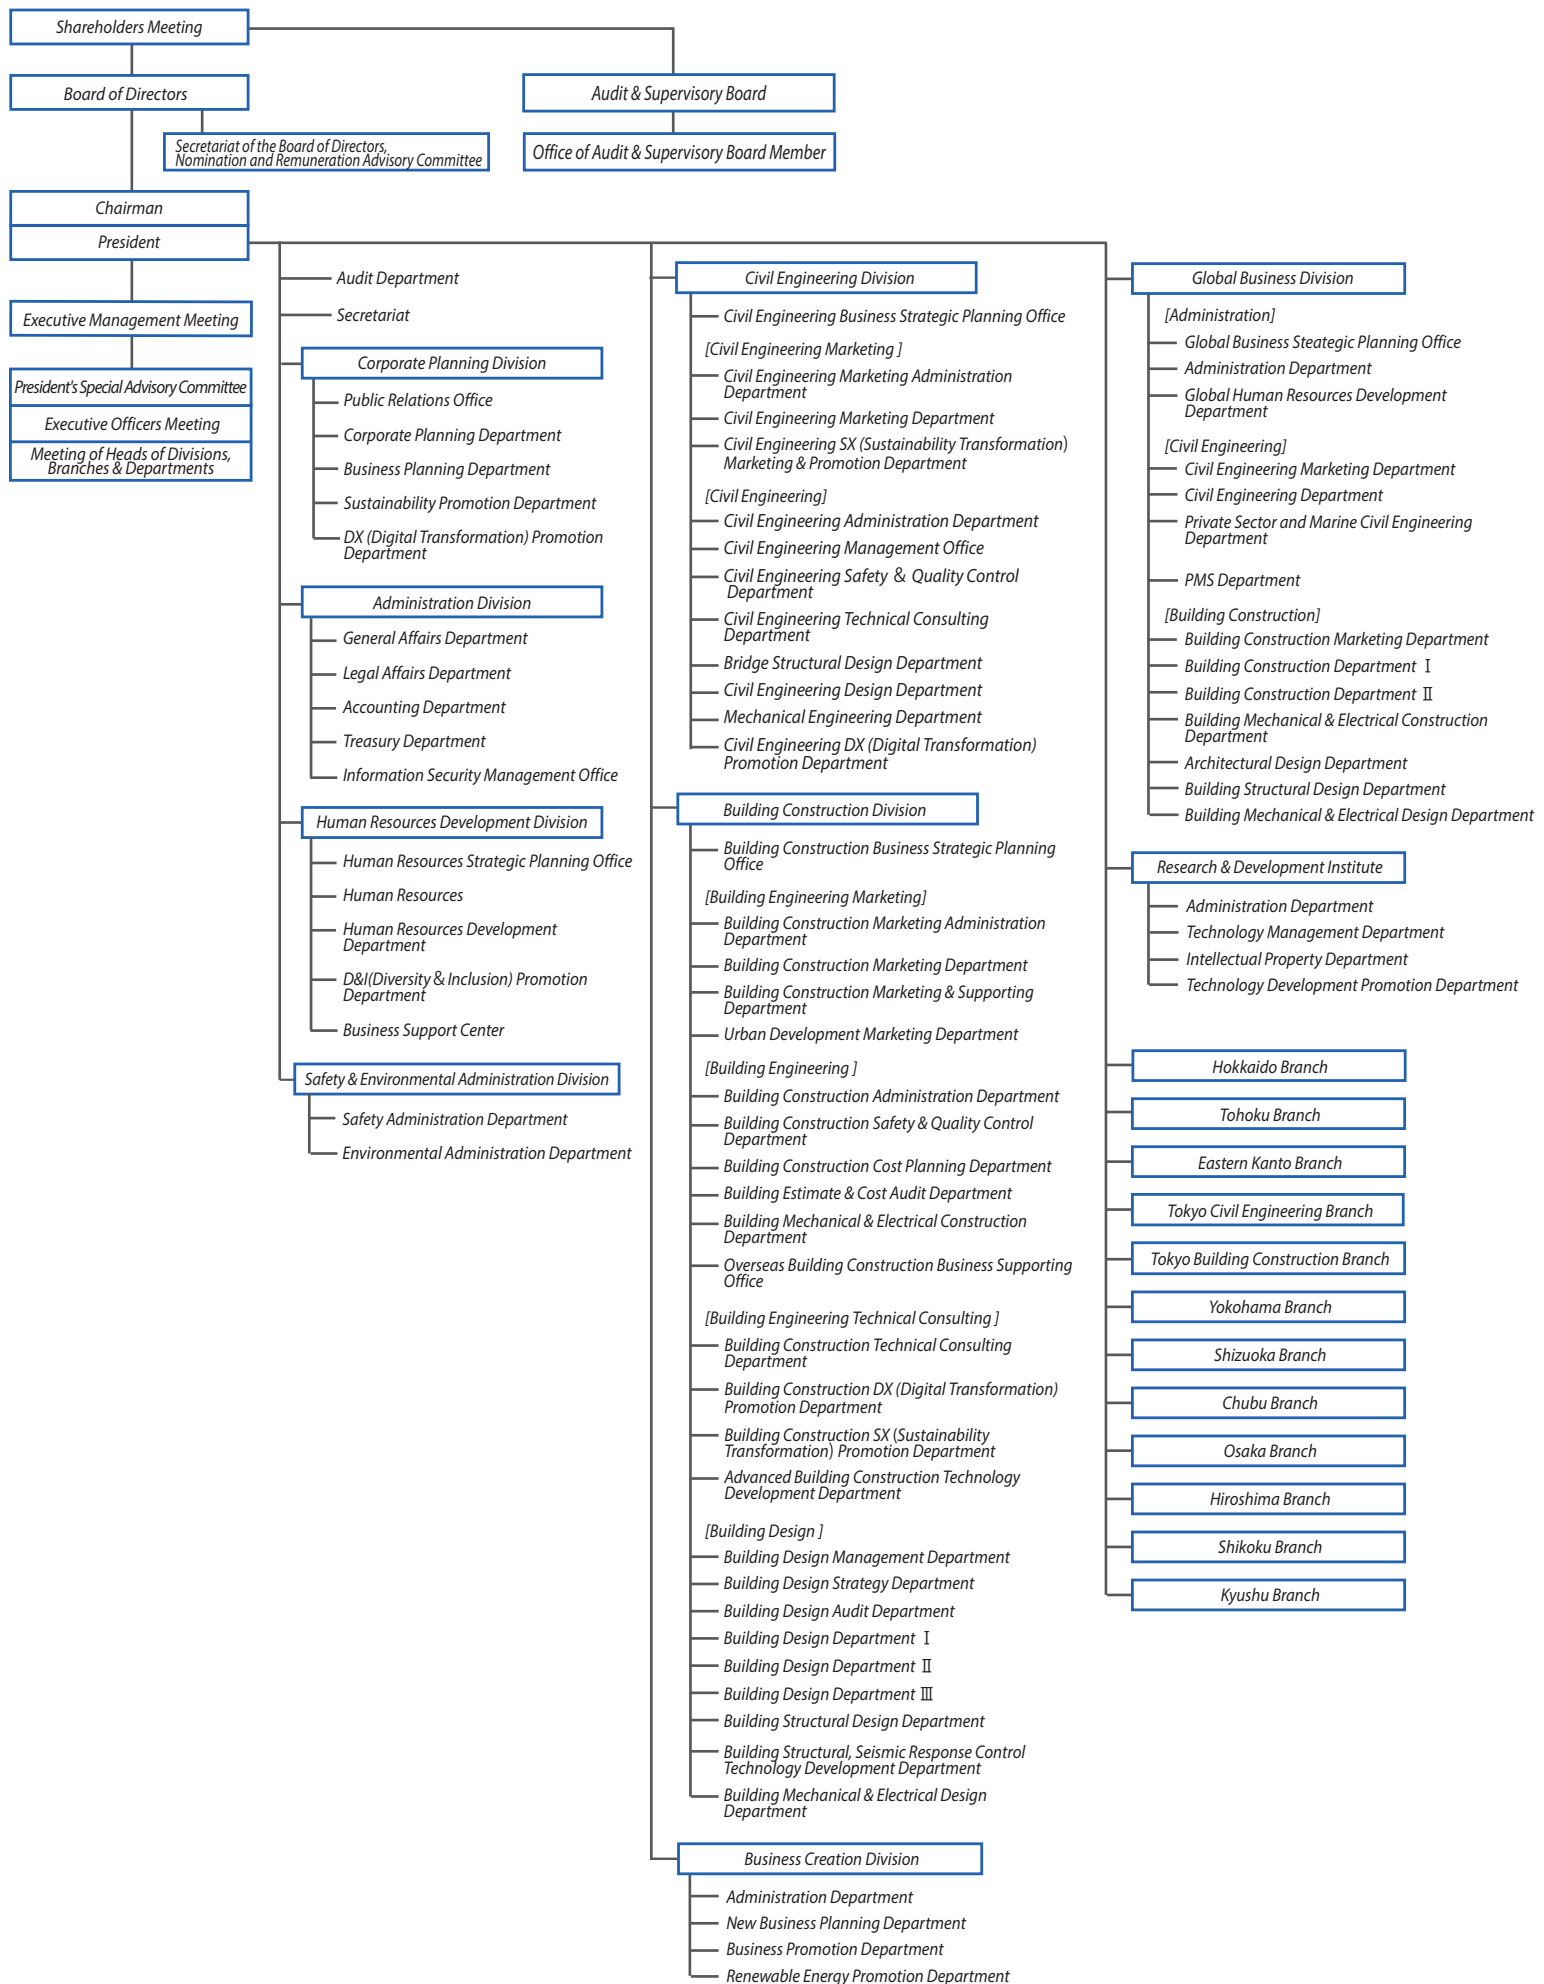 Shareholders Meeting
Board of Directors
Audit & Supervisory Board
Secretariat of the Board of Directors,
Nomination and Remuneration Advisory Committee
Office of Audit & Supervisory Board Member
Chairman
President
Executive Management Meeting
President's Special Advisory Committee
Executive Officers Meeting
Meeting of Heads of Divisions,
Branches & Departments
Audit Department
Secretariat
Corporate Planning Division
Public Relations Office
Corporate Planning Department
Business Planning Department
Sustainability Promotion Department
DX (Digital Transformation) Promotion
Department
Administration Division
General Affairs Department
Legal Affairs Department
Accounting Department
Treasury Department
Information Security Management Office
Human Resources Development Division
Human Resources Strategic Planning Office
Human Resources
Human Resources Development
Department
D&I(Diversity & Inclusion) Promotion
Department
Business Support Center
Safety & Environmental Administration Division
Safety Administration Department
Environmental Administration Department
Civil Engineering Division
Civil Engineering Business Strategic Planning Office
[Civil Engineering Marketing ]
Civil Engineering Marketing Administration
Department
Civil Engineering Marketing Department
Civil Engineering SX (Sustainability Transformation)
Marketing & Promotion Department
[Civil Engineering]
Civil Engineering Administration Department
Civil Engineering Management Office
Civil Engineering Safety & Quality Control
Department
Civil Engineering Technical Consulting
Department
Bridge Structural Design Department
Civil Engineering Design Department
Mechanical Engineering Department
Civil Engineering DX (Digital Transformation)
Promotion Department
Building Construction Division
Building Construction Business Strategic Planning
Office
[Building Engineering Marketing]
Building Construction Marketing Administration
Department
Building Construction Marketing Department
Building Construction Marketing & Supporting
Department
Urban Development Marketing Department
[Building Engineering ]
Building Construction Administration Department
Building Construction Safety & Quality Control
Department
Building Construction Cost Planning Department
Building Estimate & Cost Audit Department
Building Mechanical & Electrical Construction
Department
Overseas Building Construction Business Supporting
Office
[Building Engineering Technical Consulting ]
Building Construction Technical Consulting
Department
Building Construction DX (Digital Transformation)
Promotion Department
Building Construction SX (Sustainability
Transformation) Promotion Department
Advanced Building Construction Technology
Development Department
[Building Design ]
Building Design Management Department
Building Design Strategy Department
Building Design Audit Department
Building Design Department Ⅰ
Building Design Department Ⅱ
Building Design Department Ⅲ
Building Structural Design Department
Building Structural, Seismic Response Control
Technology Development Department
Building Mechanical & Electrical Design
Department
Business Creation Division
Administration Department
New Business Planning Department
Business Promotion Department
Renewable Energy Promotion Department
Global Business Division
[Administration]
Global Business Steategic Planning Office
Administration Department
Global Human Resources Development
Department
[Civil Engineering]
Civil Engineering Marketing Department
Civil Engineering Department
Private Sector and Marine Civil Engineering
Department
PMS Department
[Building Construction]
Building Construction Marketing Department
Building Construction Department Ⅰ
Building Construction Department Ⅱ
Building Mechanical & Electrical Construction
Department
Architectural Design Department
Building Structural Design Department
Building Mechanical & Electrical Design Department
Research & Development Institute
Administration Department
Technology Management Department
Intellectual Property Department
Technology Development Promotion Department
Hokkaido Branch
Tohoku Branch
Eastern Kanto Branch
Tokyo Civil Engineering Branch
Tokyo Building Construction Branch
Yokohama Branch
Shizuoka Branch
Chubu Branch
Osaka Branch
Hiroshima Branch
Shikoku Branch
Kyushu Branch